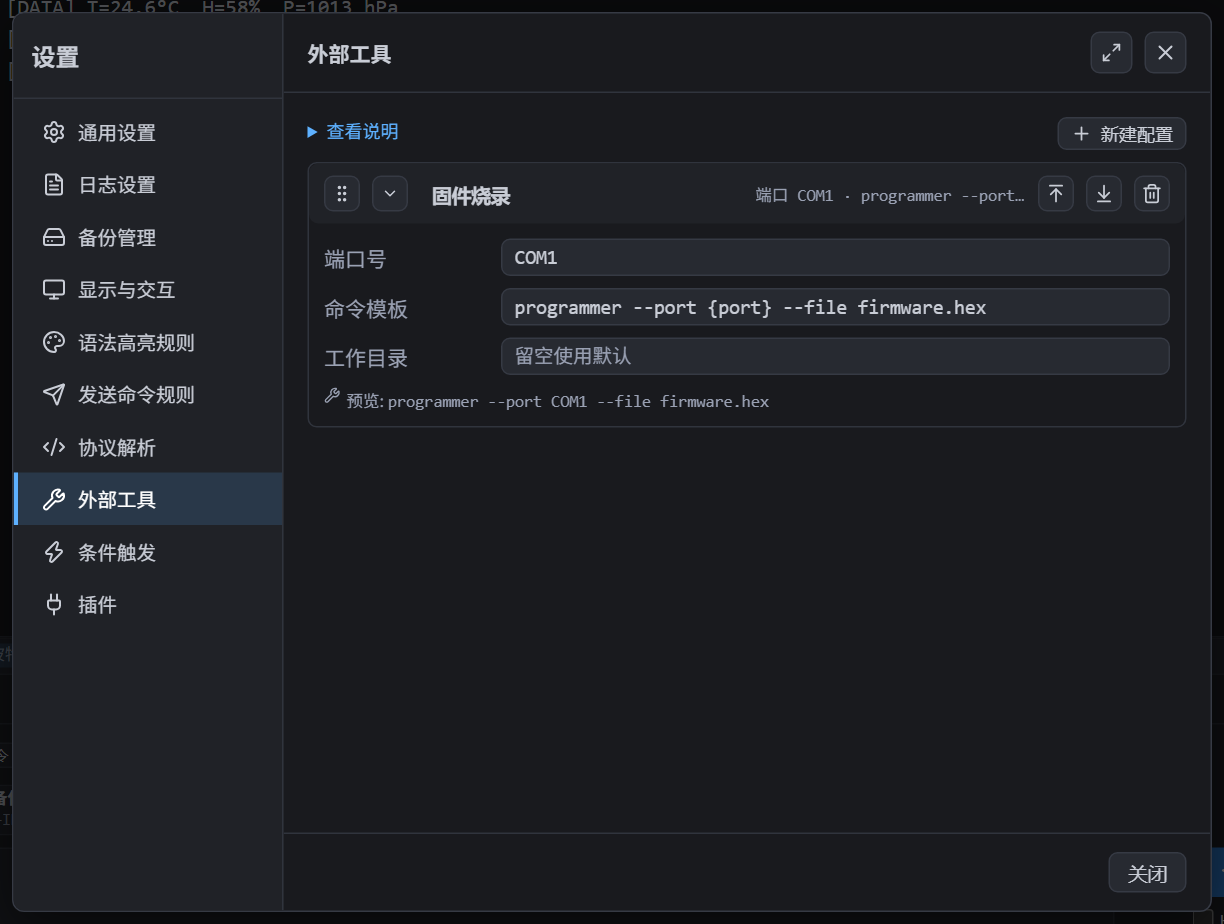 [DATA] T=24.6°C  H=58%  P=1013 hPa
设置
外部工具
通用设置
日志设置
备份管理
显示与交互
语法高亮规则
发送命令规则
协议解析
外部工具
条件触发
插件
查看说明
新建配置
固件烧录
端口 COM1 · programmer --port…
端口号
COM1
命令模板
programmer --port {port} --file firmware.hex
工作目录
留空使用默认
预览: programmer --port COM1 --file firmware.hex
关闭